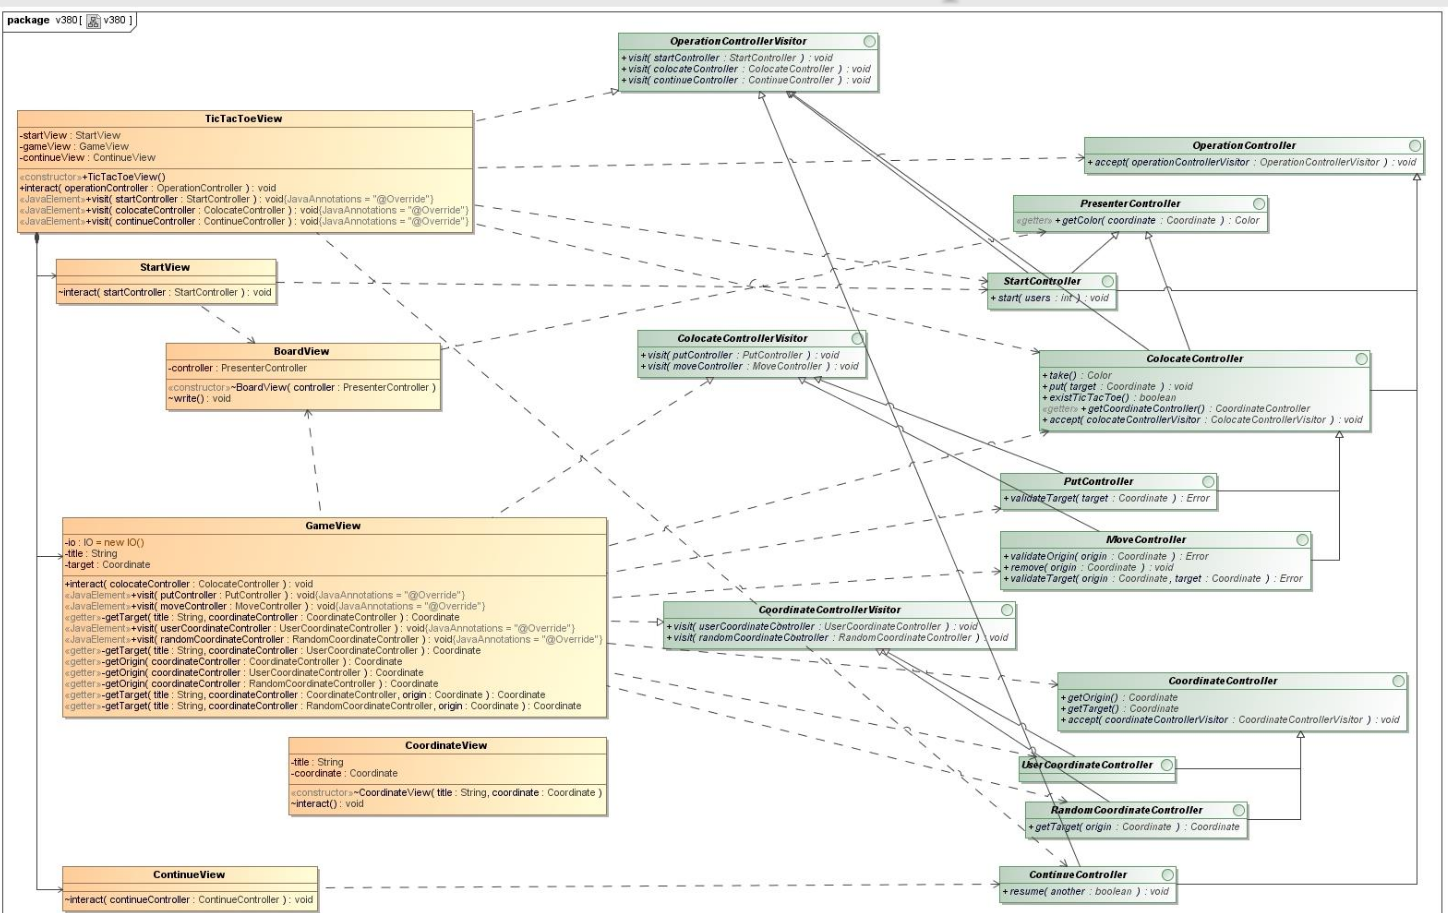 package v380 [ v380 ]
OperationControllerVisitor
+visit( startController : StartController ) : void
+visit( colocateController : ColocateController ) : void
+visit( continueController : ContinueController ) : void
TicTacToeView
-startView : StartView
-gameView : GameView
-continueView : ContinueView
«constructor»+TicTacToeView()
+interact( operationController : OperationController ) : void
«JavaElement»+visit( startController : StartController ) : void{JavaAnnotations = "@Override"}
«JavaElement»+visit( colocateController : ColocateController ) : void{JavaAnnotations = "@Override"}
«JavaElement»+visit( continueController : ContinueController ) : void{JavaAnnotations = "@Override"}
OperationController
+accept( operationControllerVisitor : OperationControllerVisitor ) : void
PresenterController
«getter» +getColor( coordinate : Coordinate ) : Color
StartView
~interact( startController : StartController ) : void
StartController
+start( users : int ) : void
BoardView
-controller : PresenterController
«constructor»~BoardView( controller : PresenterController )
~write() : void
ColocateControllerVisitor
+visit( putController : PutController ) : void
+visit( moveController : MoveController ) : void
ColocateController
+take() : Color
+put( target : Coordinate ) : void
+existTicTacToe() : boolean
«getter» +getCoordinateController() : CoordinateController
+accept( colocateControllerVisitor : ColocateControllerVisitor ) : void
PutController
+validateTarget( target : Coordinate ) : Error
GameView
-io : IO = new IO()
-title : String
-target : Coordinate
+interact( colocateController : ColocateController ) : void
«JavaElement»+visit( putController : PutController ) : void{JavaAnnotations = "@Override"}
«JavaElement»+visit( moveController : MoveController ) : void{JavaAnnotations = "@Override"}
«getter»-getTarget( title : String, coordinateController : CoordinateController ) : Coordinate
«JavaElement»+visit( userCoordinateController : UserCoordinateController ) : void{JavaAnnotations = "@Override"}
«JavaElement»+visit( randomCoordinateController : RandomCoordinateController ) : void{JavaAnnotations = "@Override"}
«getter»-getTarget( title : String, coordinateController : UserCoordinateController ) : Coordinate
«getter»-getOrigin( coordinateController : CoordinateController ) : Coordinate
«getter»-getOrigin( coordinateController : UserCoordinateController ) : Coordinate
«getter»-getOrigin( coordinateController : RandomCoordinateController ) : Coordinate
«getter»-getTarget( title : String, coordinateController : CoordinateController, origin : Coordinate ) : Coordinate
«getter»-getTarget( title : String, coordinateController : RandomCoordinateController, origin : Coordinate ) : Coordinate
MoveController
+validateOrigin( origin : Coordinate ) : Error
+remove( origin : Coordinate ) : void
+validateTarget( origin : Coordinate, target : Coordinate ) : Error
CoordinateControllerVisitor
+visit( userCoordinateController : UserCoordinateController ) : void
+visit( randomCoordinateController : RandomCoordinateController ) : void
CoordinateController
+getOrigin() : Coordinate
+getTarget() : Coordinate
+accept( coordinateControllerVisitor : CoordinateControllerVisitor ) : void
CoordinateView
-title : String
-coordinate : Coordinate
«constructor»~CoordinateView( title : String, coordinate : Coordinate )
~interact() : void
UserCoordinateController
RandomCoordinateController
+getTarget( origin : Coordinate ) : Coordinate
ContinueView
~interact( continueController : ContinueController ) : void
ContinueController
+resume( another : boolean ) : void